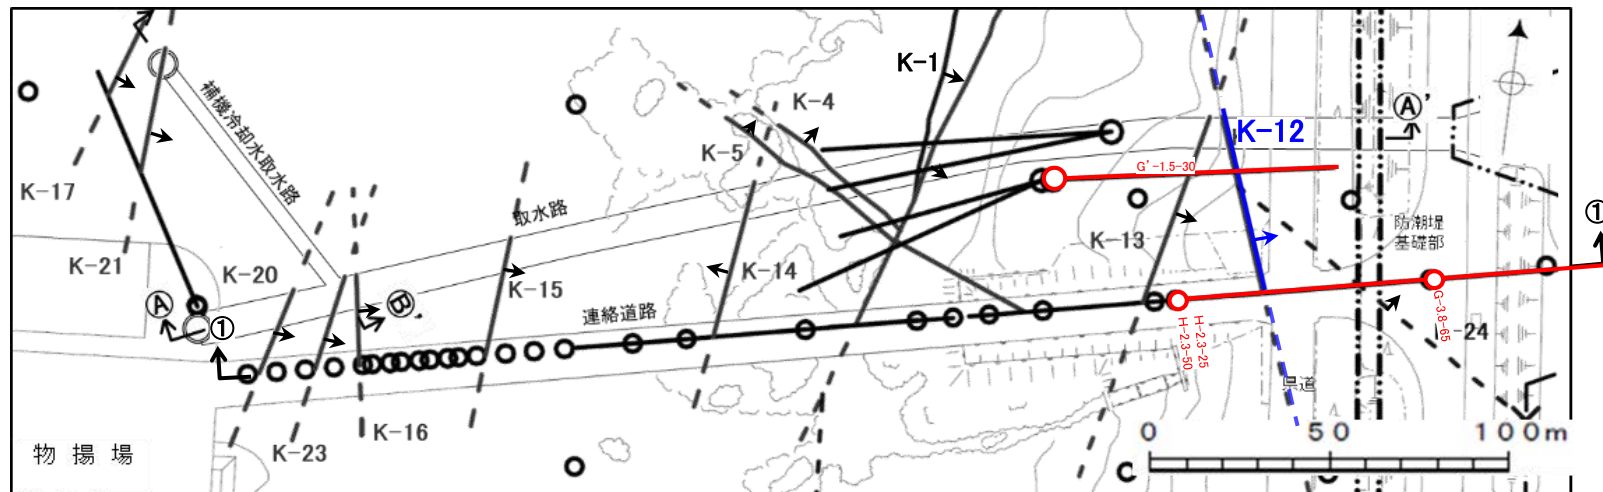 K-1
K-4
K-5
K-12
Ⓐ'
補機冷却水取水路
G'-1.5-30
K-17
取水路
防潮堤
基礎部
①
K-21
K-20
K-15
K-14
K-13
Ⓐ
①
Ⓑ'
連絡道路
G-3.8-65
H-2.3-25
H-2.3-50
-24
県道
K-23
K-16
物揚場
0
50
100m